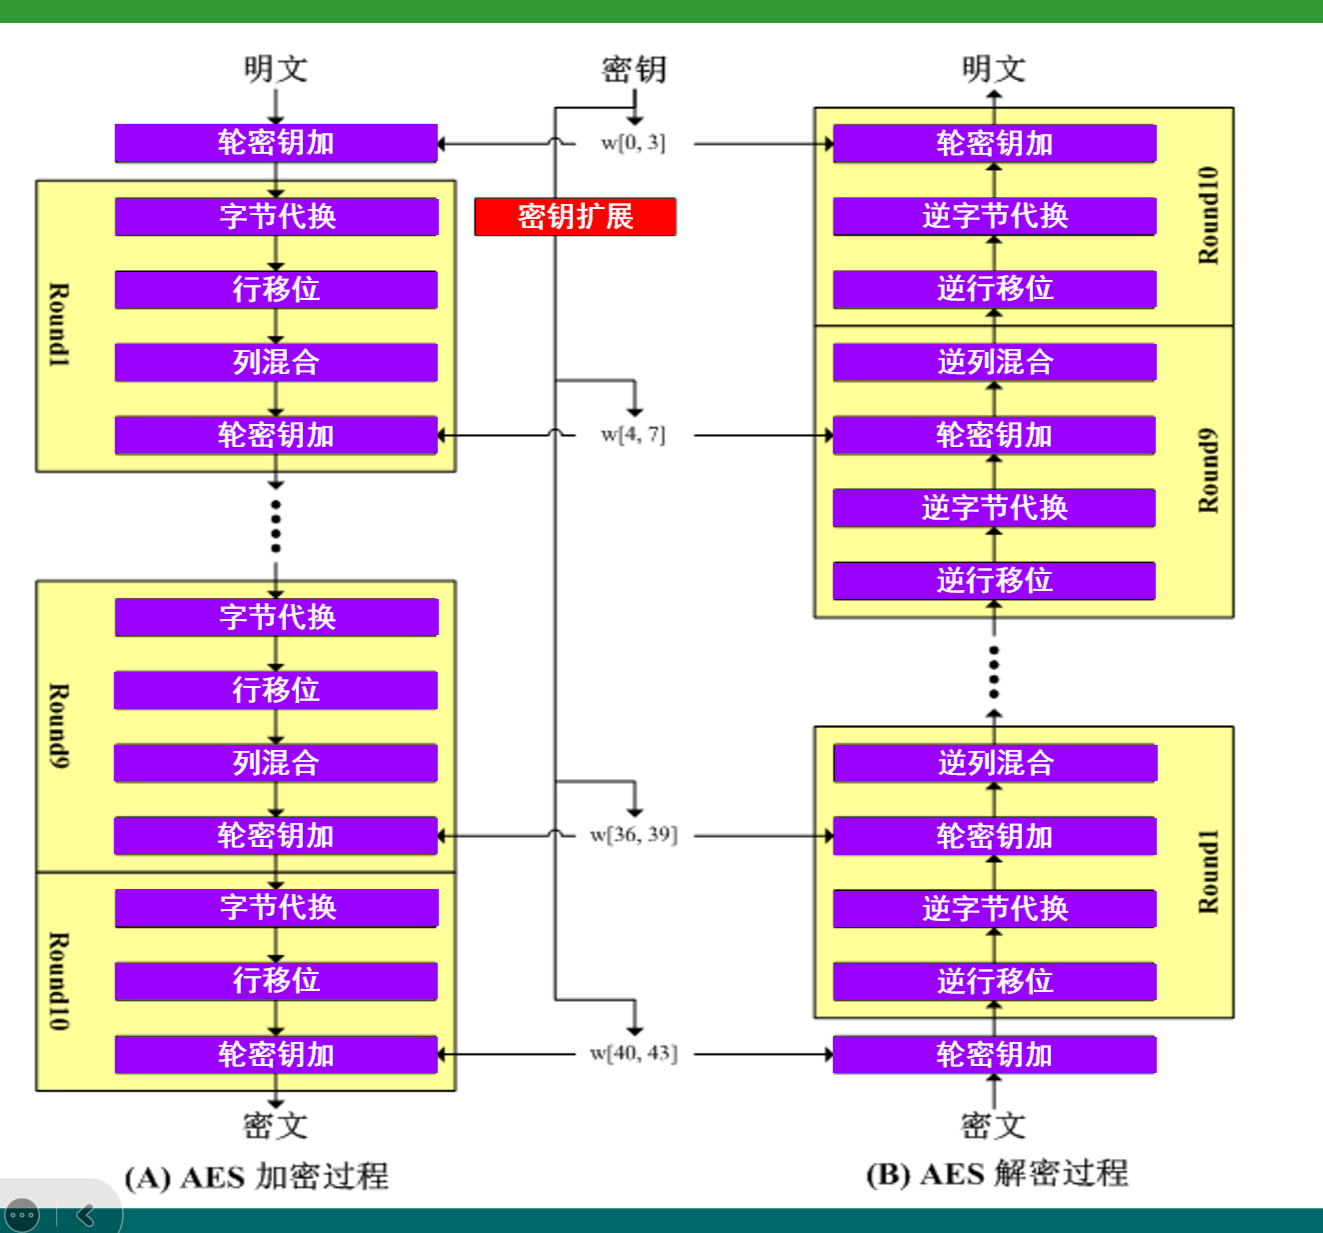 明文
轮密钥加
Round1
字节代换
行移位
列混合
轮密钥加
Round9
字节代换
行移位
列混合
轮密钥加
Round10
字节代换
行移位
轮密钥加
密文
(A) AES 加密过程
密钥
w[0, 3]
密钥扩展
w[4, 7]
w[36, 39]
w[40, 43]
明文
轮密钥加
逆字节代换
逆行移位
Round10
逆列混合
轮密钥加
逆字节代换
逆行移位
Round9
逆列混合
轮密钥加
逆字节代换
逆行移位
Round1
轮密钥加
密文
(B) AES 解密过程